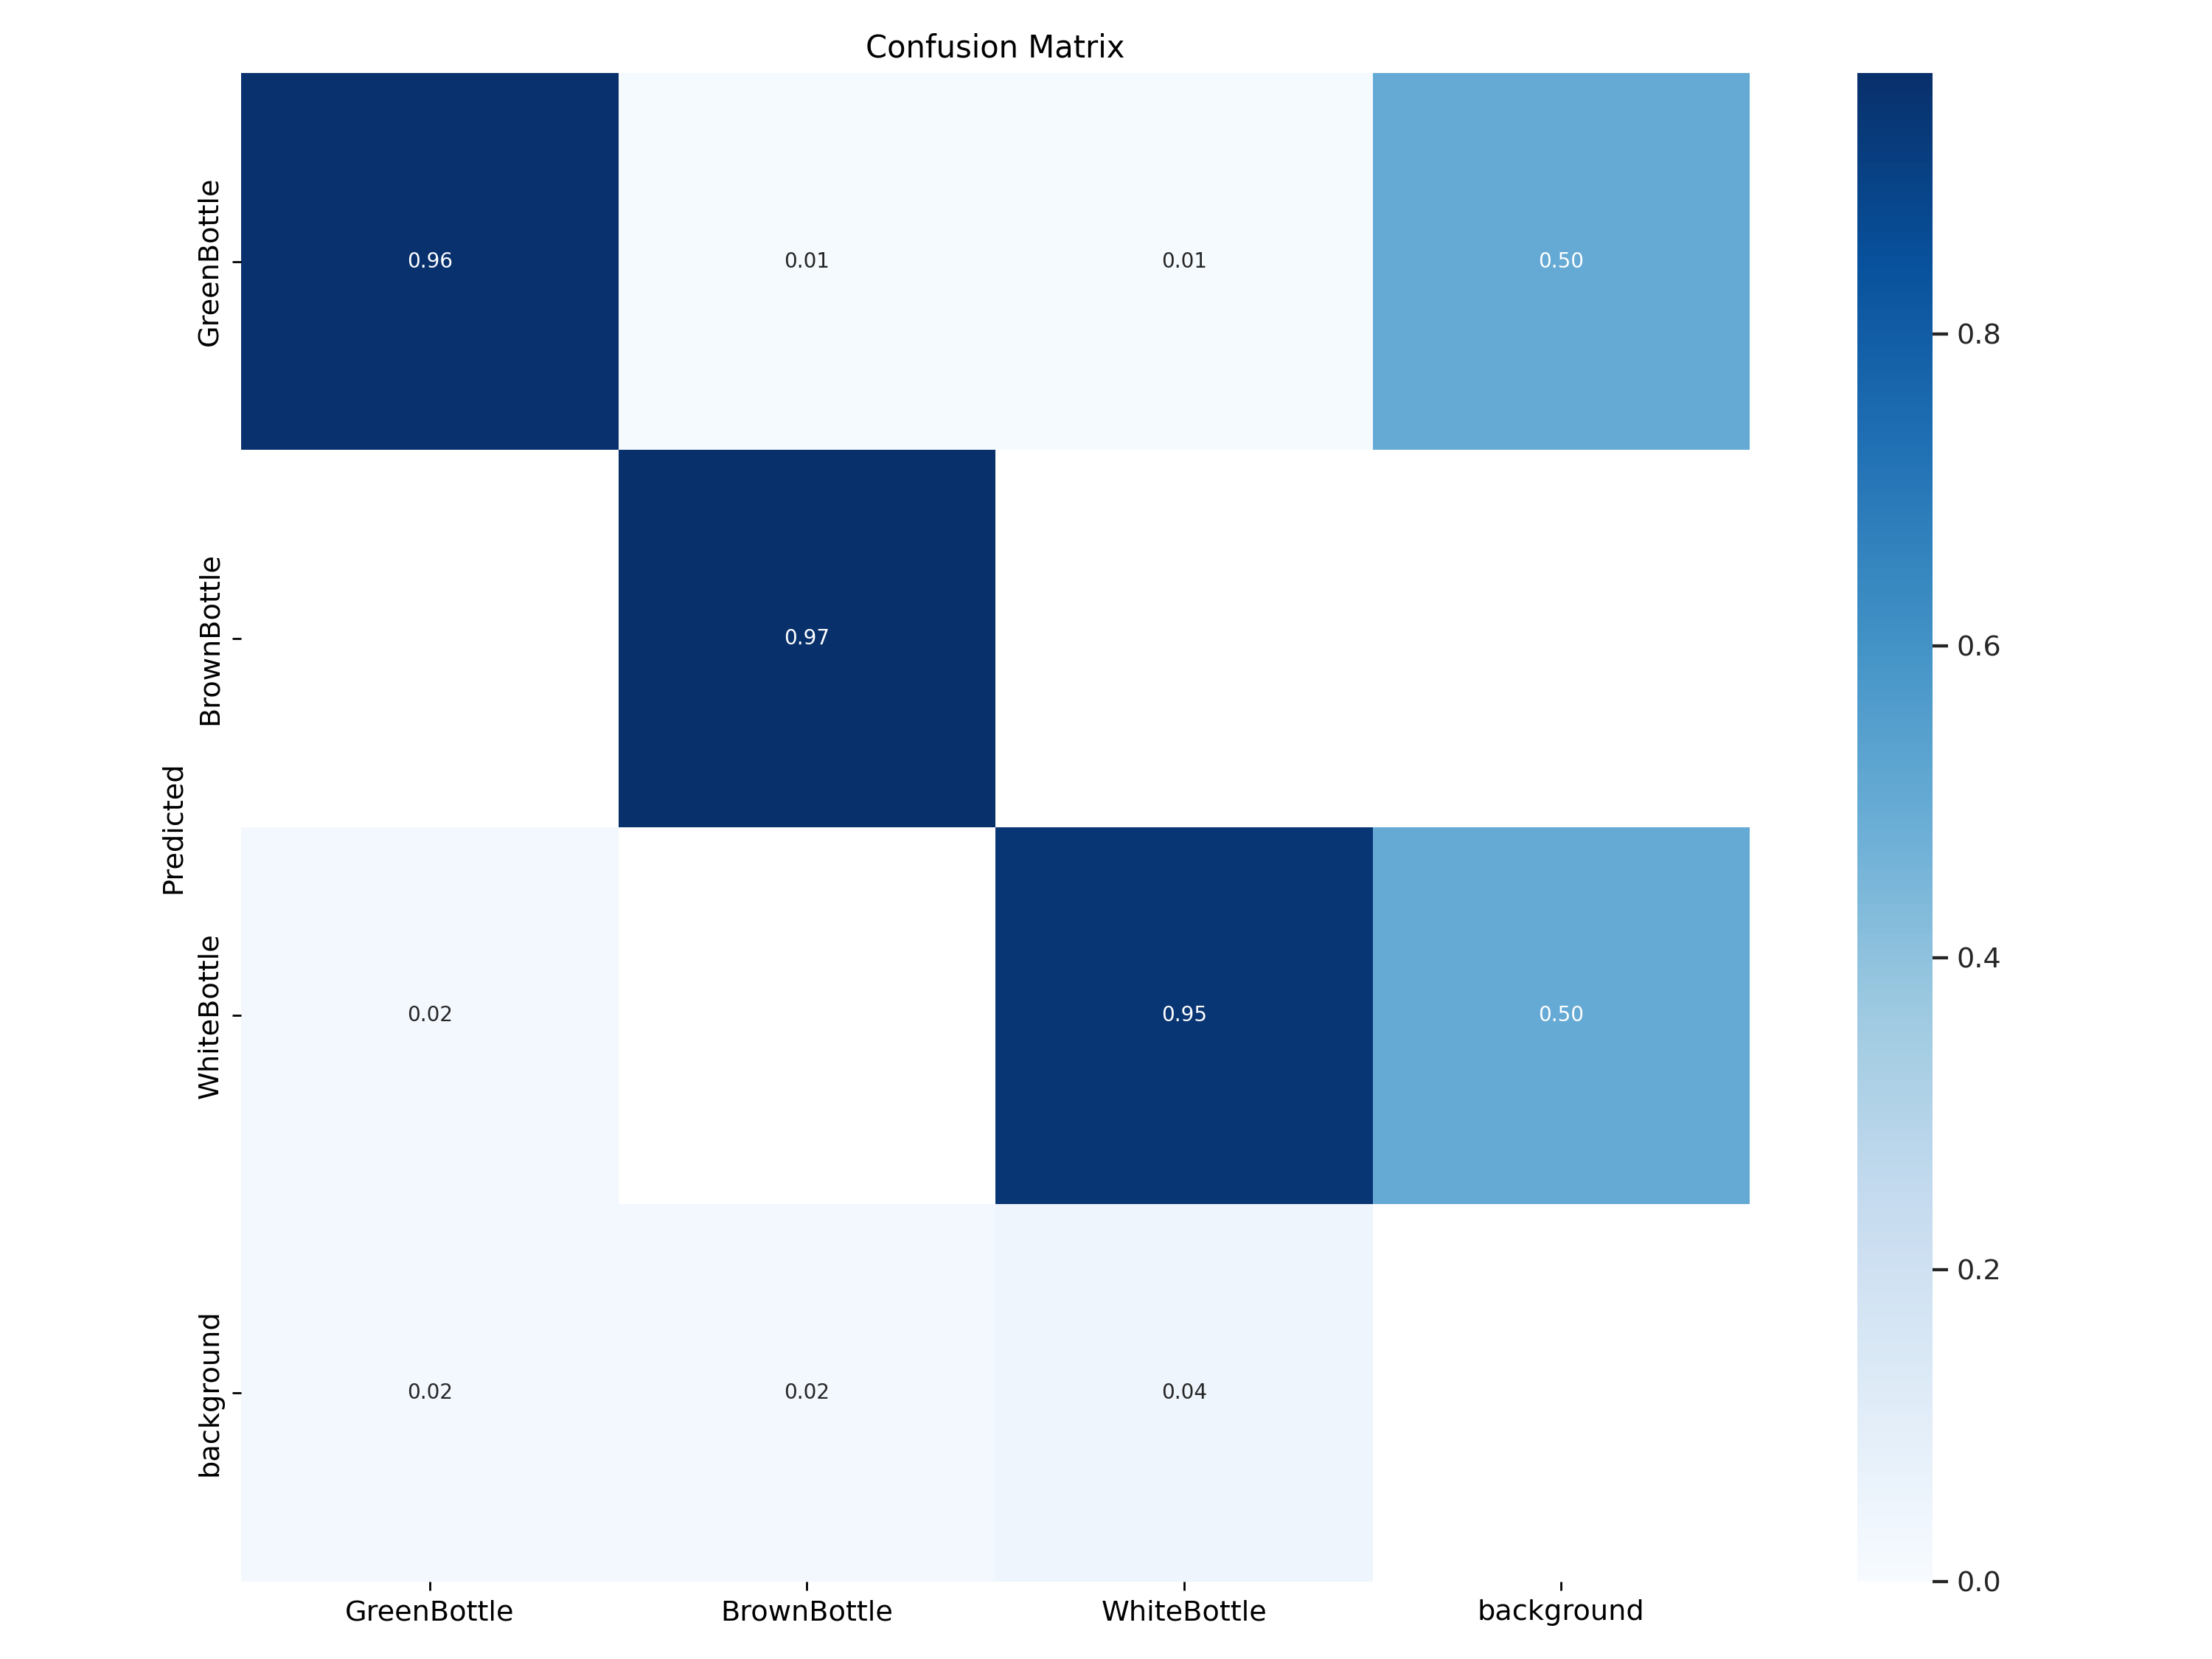 Confusion Matrix
GreenBottle
0.96 0.01 0.01 0.50
0.8
BrownBottle
0.97
0.6
Predicted
WhiteBottle
0.02 0.95 0.50
0.4
0.2
background
0.02 0.02 0.04
0.0
GreenBottle BrownBottle WhiteBottle background